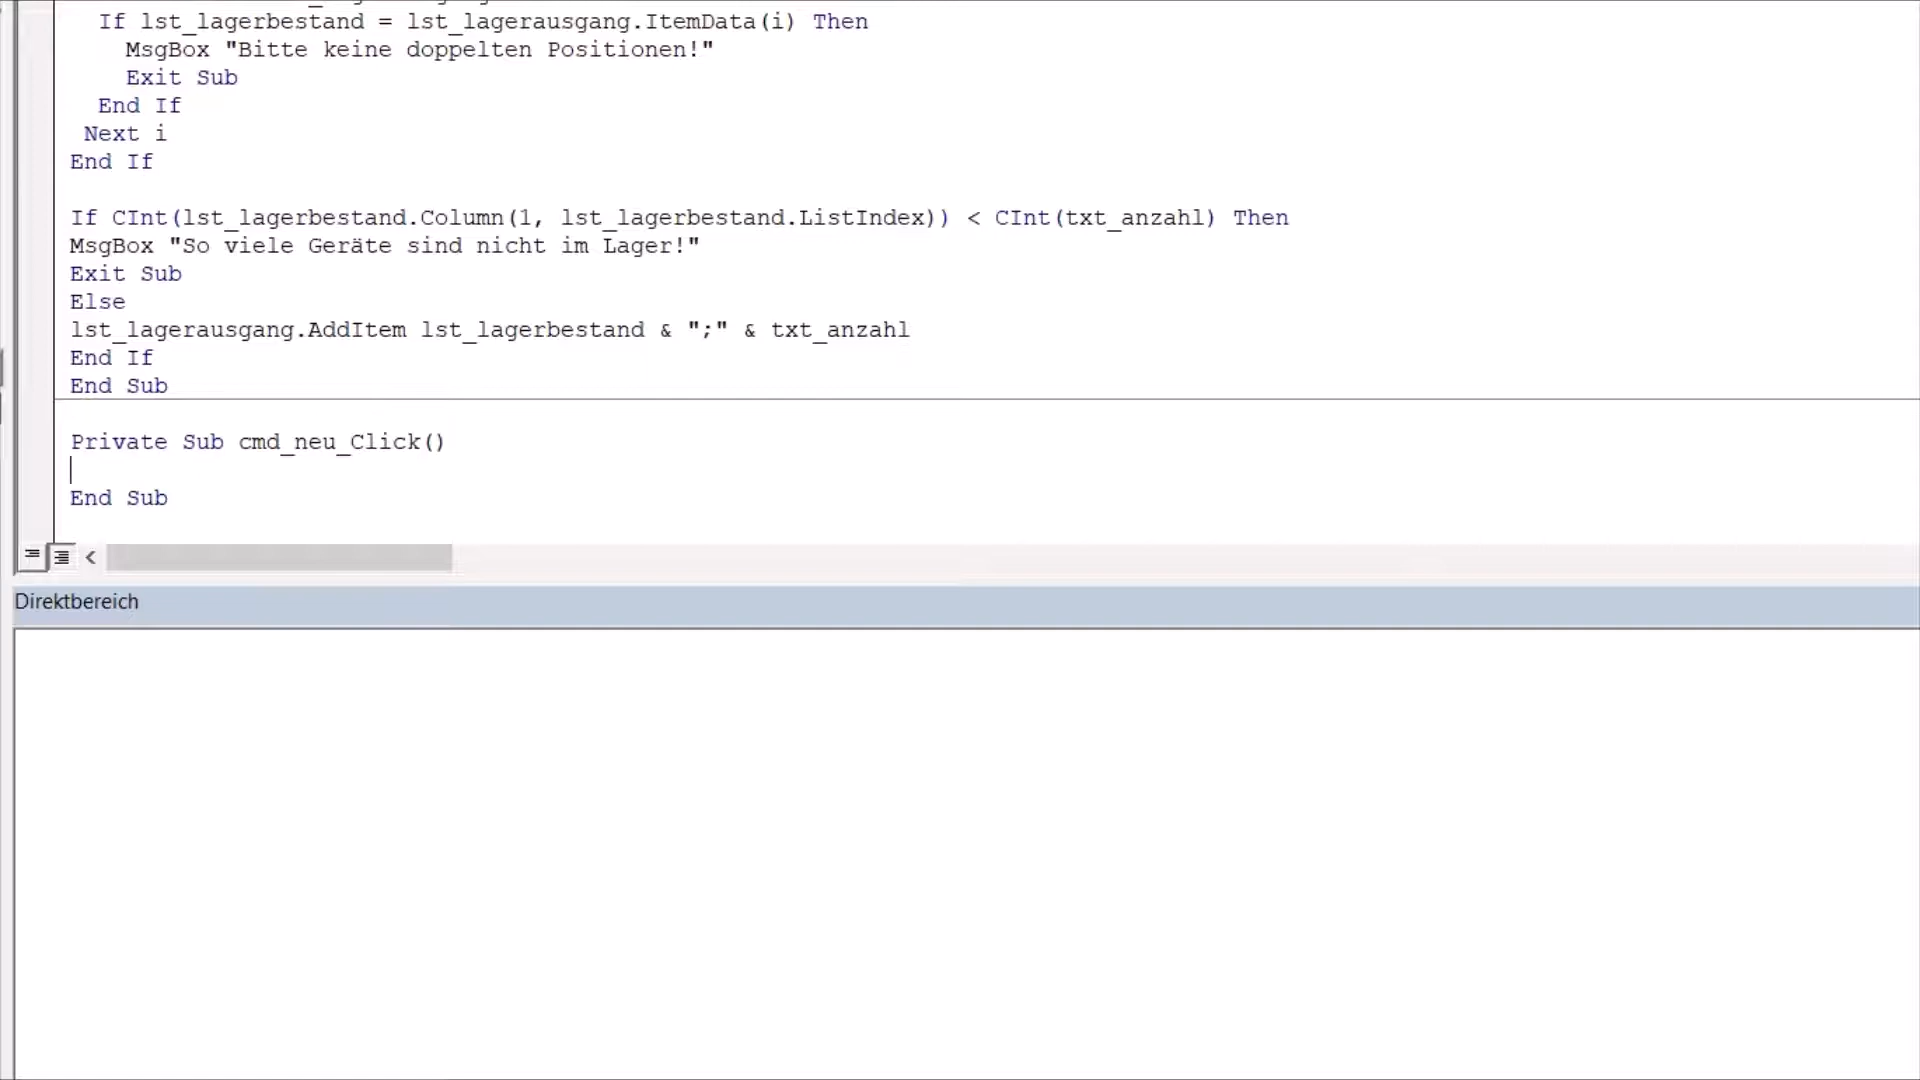 If lst_lagerbestand = lst_lagerausgang.ItemData(i) Then
MsgBox "Bitte keine doppelten Positionen!"
Exit Sub
End If
Next i
End If
If CInt(lst_lagerbestand.Column(1, lst_lagerbestand.ListIndex)) < CInt(txt_anzahl) Then
MsgBox "So viele Geräte sind nicht im Lager!"
Exit Sub
Else
lst_lagerausgang.AddItem lst_lagerbestand & ";" & txt_anzahl
End If
End Sub
Private Sub cmd_neu_Click()
End Sub
Direktbereich